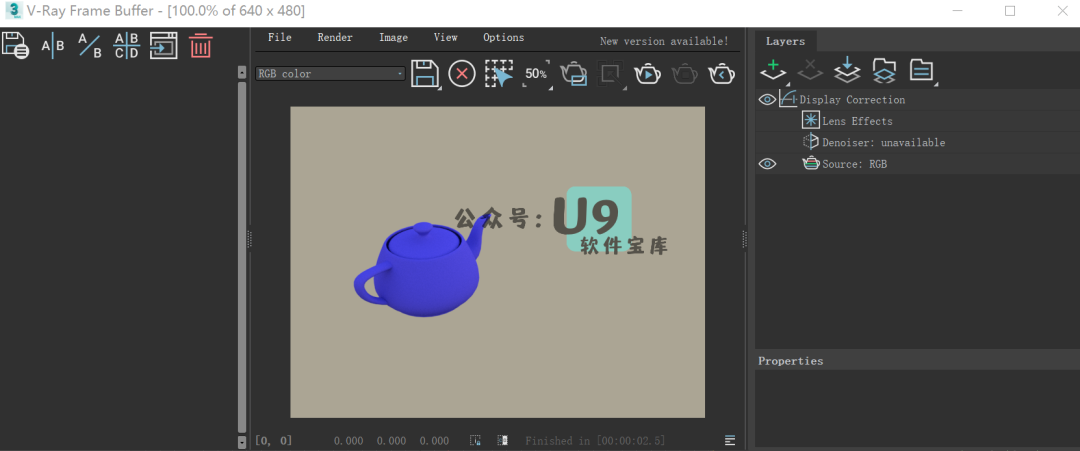 V-Ray Frame Buffer - [100.0% of 640 x 480]
File Render Image View Options New version available!
RGB color
50%
[0, 0] 0.000 0.000 0.000 Finished in [00:00:02.5]
Layers
Display Correction
Lens Effects
Denoiser: unavailable
Source: RGB
Properties
公众号:U9
软件宝库
A|B
A/B
AB
CD
3